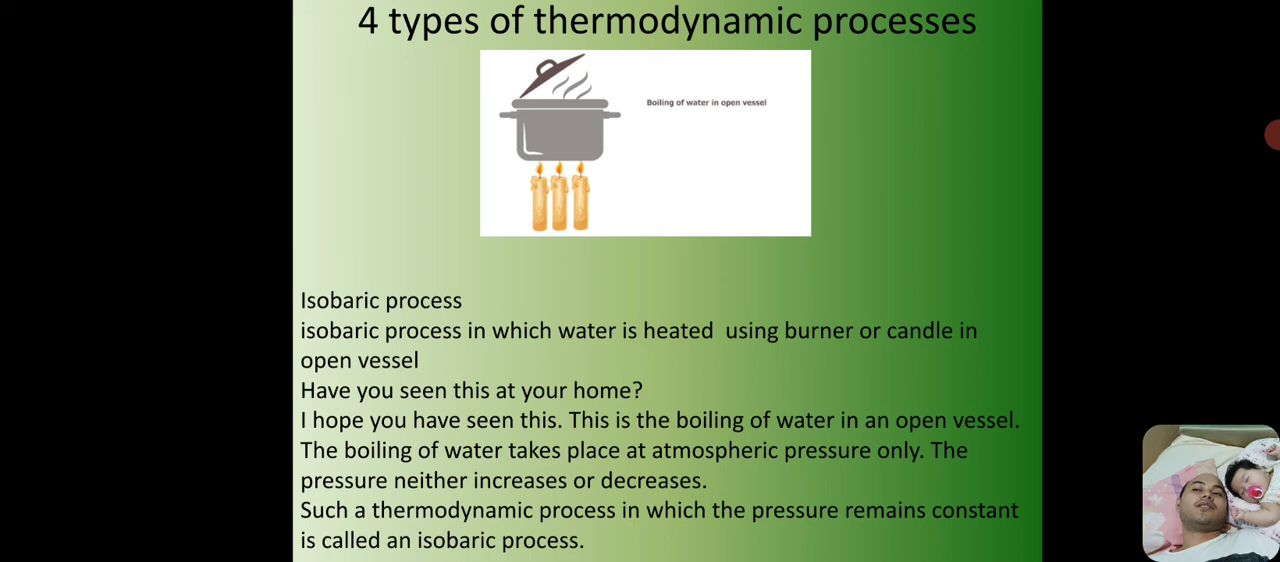 4 types of thermodynamic processes
Boiling of water in open vessel
Isobaric process
isobaric process in which water is heated  using burner or candle in
open vessel
Have you seen this at your home?
I hope you have seen this. This is the boiling of water in an open vessel.
The boiling of water takes place at atmospheric pressure only. The
pressure neither increases or decreases.
Such a thermodynamic process in which the pressure remains constant
is called an isobaric process.